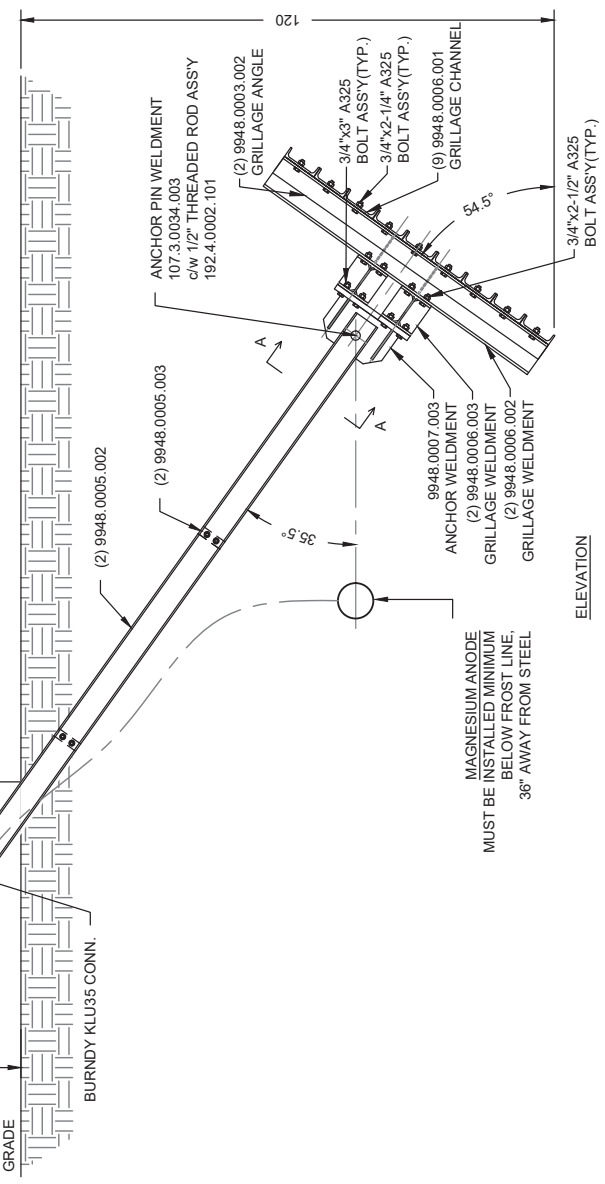 GRADE
BURNDY KLU35 CONN.
(2) 9948.0005.002
(2) 9948.0005.003
ANCHOR PIN WELDMENT
107.3.0034.003
c/w 1/2" THREADED ROD ASS'Y
192.4.0002.101
(2) 9948.0003.002
GRILLAGE ANGLE
120
3/4"x3" A325
BOLT ASS'Y(TYP.)
3/4"x2-1/4" A325
BOLT ASS'Y(TYP.)
(9) 9948.0006.001
GRILLAGE CHANNEL
54.5°
3/4"x2-1/2" A325
BOLT ASS'Y(TYP.)
A
A
35.5°
9948.0007.003
ANCHOR WELDMENT
(2) 9948.0006.003
GRILLAGE WELDMENT
(2) 9948.0006.002
GRILLAGE WELDMENT
MAGNESIUM ANODE
MUST BE INSTALLED MINIMUM
BELOW FROST LINE,
36" AWAY FROM STEEL
ELEVATION